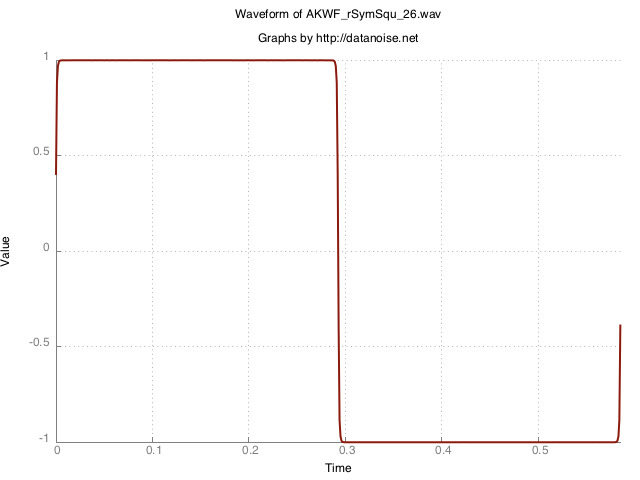 Waveform of AKWF_rSymSqu_26.wav
Graphs by http://datanoise.net
1
0.5
0
-0.5
-1
Value
0 0.1 0.2 0.3 0.4 0.5
Time